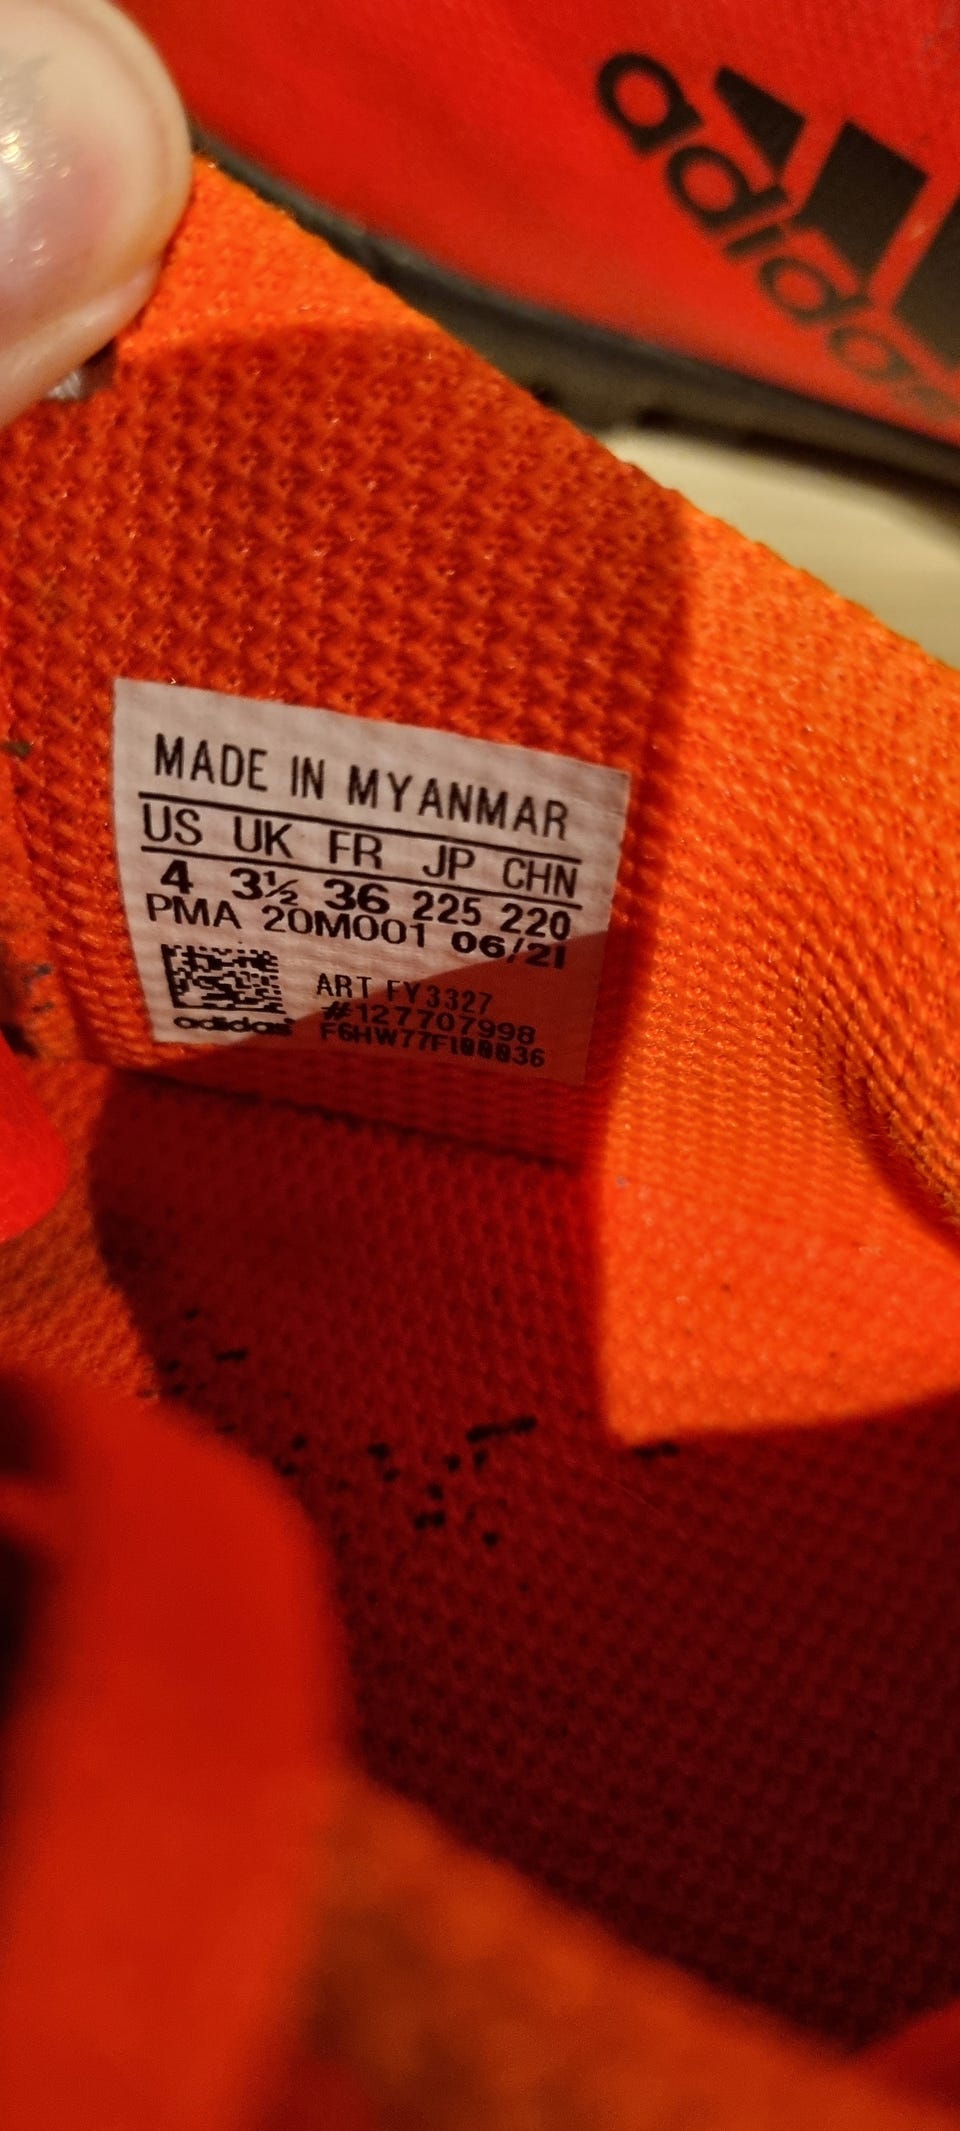 adidas
MADE IN MYANMAR
US UK FR JP CHN
4 3½ 36 225 220
PMA 20M001 06/21
ART FY3327
#127707998
F6HW77F100036
adidas